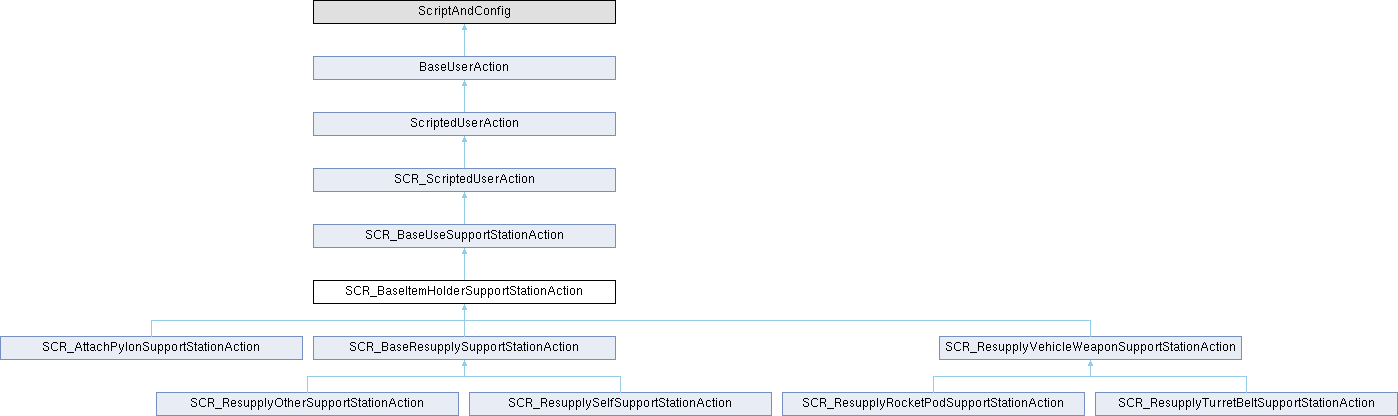 ScriptAndConfig
BaseUserAction
ScriptedUserAction
SCR_ScriptedUserAction
SCR_BaseUseSupportStationAction
SCR_BaseItemHolderSupportStationAction
SCR_AttachPylonSupportStationAction
SCR_BaseResupplySupportStationAction
SCR_ResupplyVehicleWeaponSupportStationAction
SCR_ResupplyOtherSupportStationAction
SCR_ResupplySelfSupportStationAction
SCR_ResupplyRocketPodSupportStationAction
SCR_ResupplyTurretBeltSupportStationAction